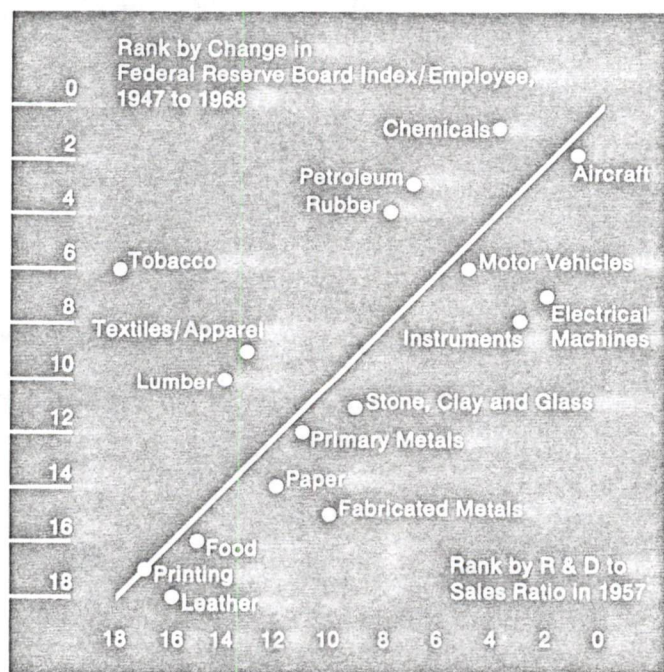 Rank by Change in
Federal Reserve Board Index/Employee,
1947 to 1968
0
Chemicals
2
Aircraft
Petroleum
4
Rubber
6
Tobacco
Motor Vehicles
8
Electrical
Machines
Textiles/Apparel
Instruments
10
Lumber
Stone, Clay and Glass
12
Primary Metals
14
Paper
Fabricated Metals
16
Food
Rank by R & D to
Sales Ratio in 1957
Printing
18
Leather
18 16 14 12 10 8 6 4 2 0